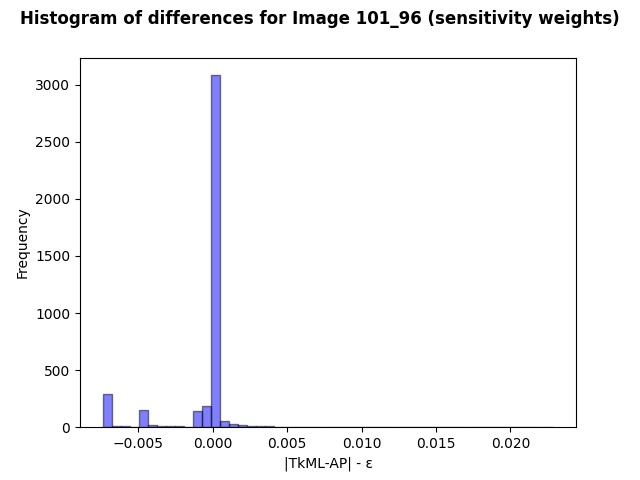 Histogram of differences for Image 101_96 (sensitivity weights)
3000
2500
2000
1500
1000
500
0
Frequency
−0.005 0.000 0.005 0.010 0.015 0.020
|TkML-AP| - ε